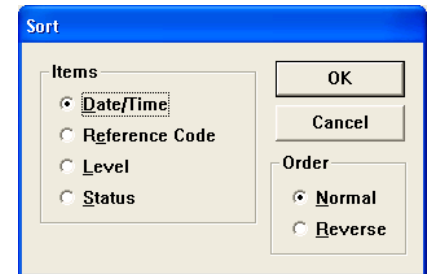 Sort
Items
Date/Time
Reference Code
Level
Status
OK
Cancel
Order
Normal
Reverse